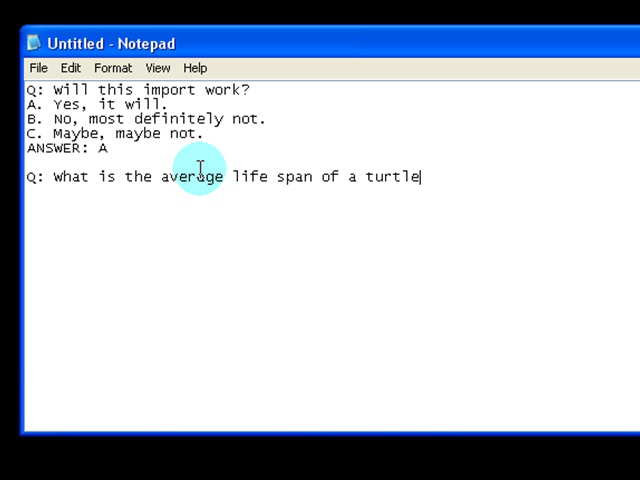 Untitled - Notepad
File Edit Format View Help
Q: Will this import work?
A. Yes, it will.
B. No, most definitely not.
C. Maybe, maybe not.
ANSWER: A
Q: What is the average life span of a turtle